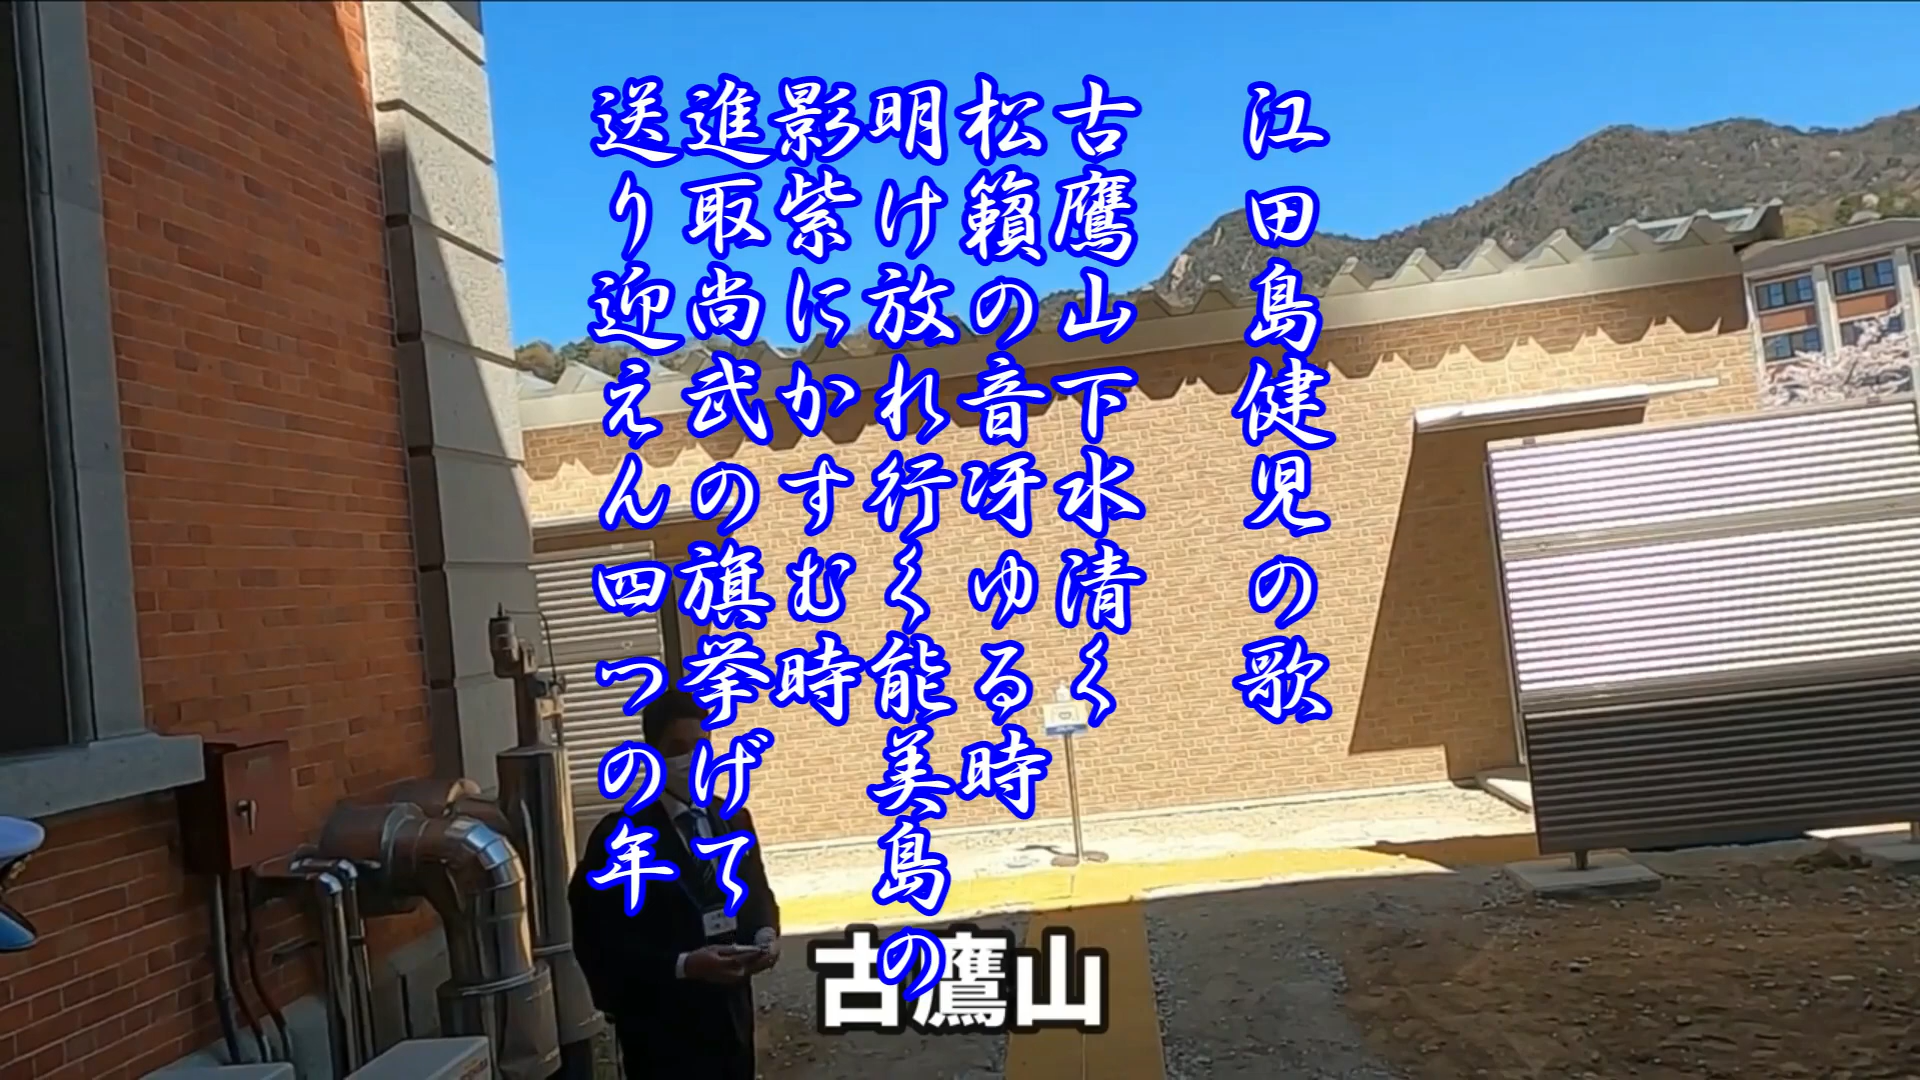 江田島健児の歌
古鷹山下水清く
松籟の音冴ゆる時
明け放れ行く能美島の
影紫にかすむ時
進取尚武の旗挙げて
送り迎えん四つの年
古鷹山